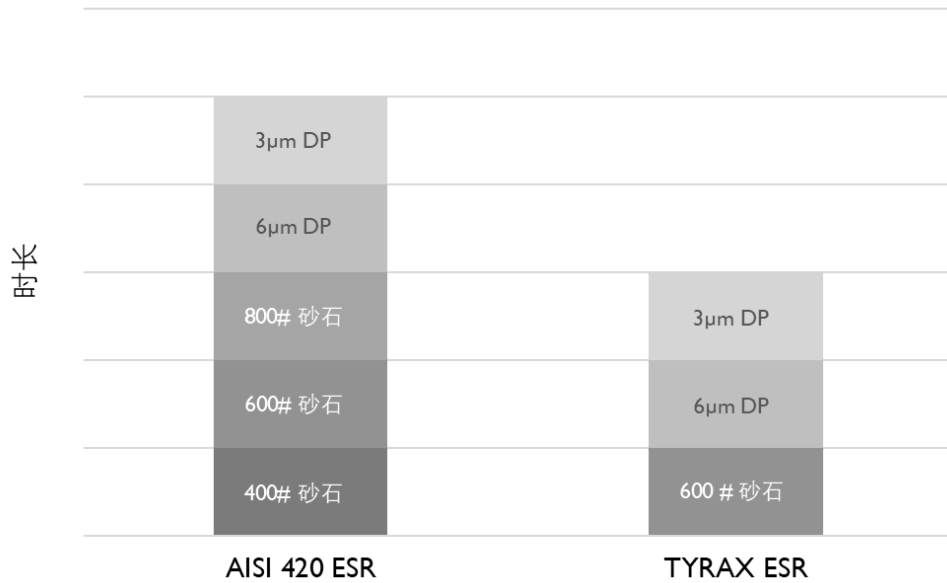 时长
3µm DP
6µm DP
800# 砂石
600# 砂石
400# 砂石
3µm DP
6µm DP
600 # 砂石
AISI 420 ESR
TYRAX ESR